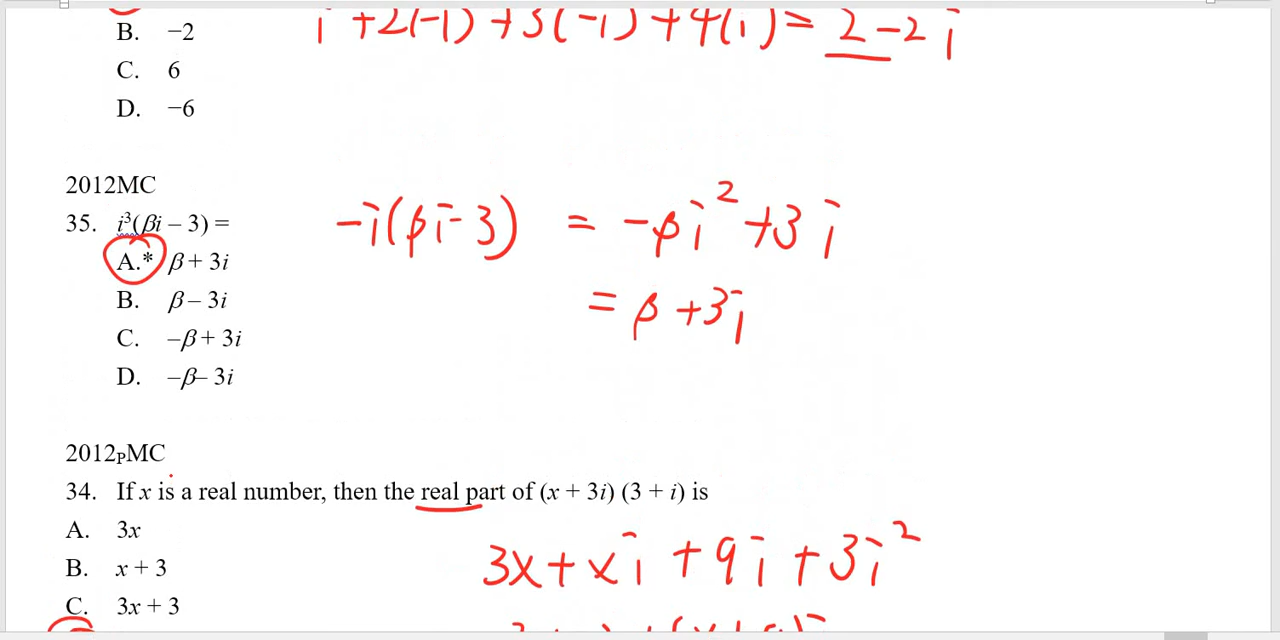 B. −2
i +2(-1) +3(-i) +4(1) = 2 -2i
C. 6
D. −6
2012MC
35. i³(βi – 3) =
-i(βi-3) = -βi² +3i
A.* β + 3i
B. β – 3i
= β +3i
C. –β + 3i
D. –β– 3i
2012pMC
34. If x is a real number, then the real part of (x + 3i) (3 + i) is
A. 3x
3x + xi + 9i + 3i²
B. x + 3
C. 3x + 3